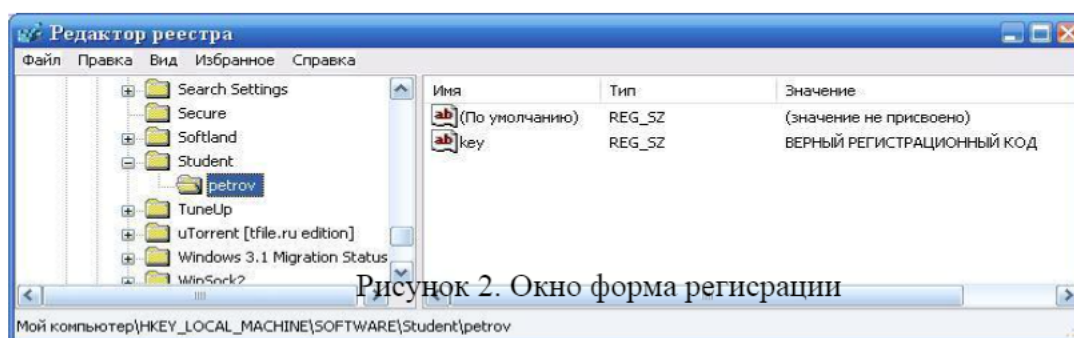 Редактор реестра
Файл Правка Вид Избранное Справка
Search Settings
Secure
Softland
Student
petrov
TuneUp
uTorrent [tfile.ru edition]
Windows 3.1 Migration Status
WinSock2
Имя Тип Значение
(По умолчанию) REG_SZ (значение не присвоено)
key REG_SZ ВЕРНЫЙ РЕГИСТРАЦИОННЫЙ КОД
Рисунок 2. Окно форма регисрации
Мой компьютер\HKEY_LOCAL_MACHINE\SOFTWARE\Student\petrov